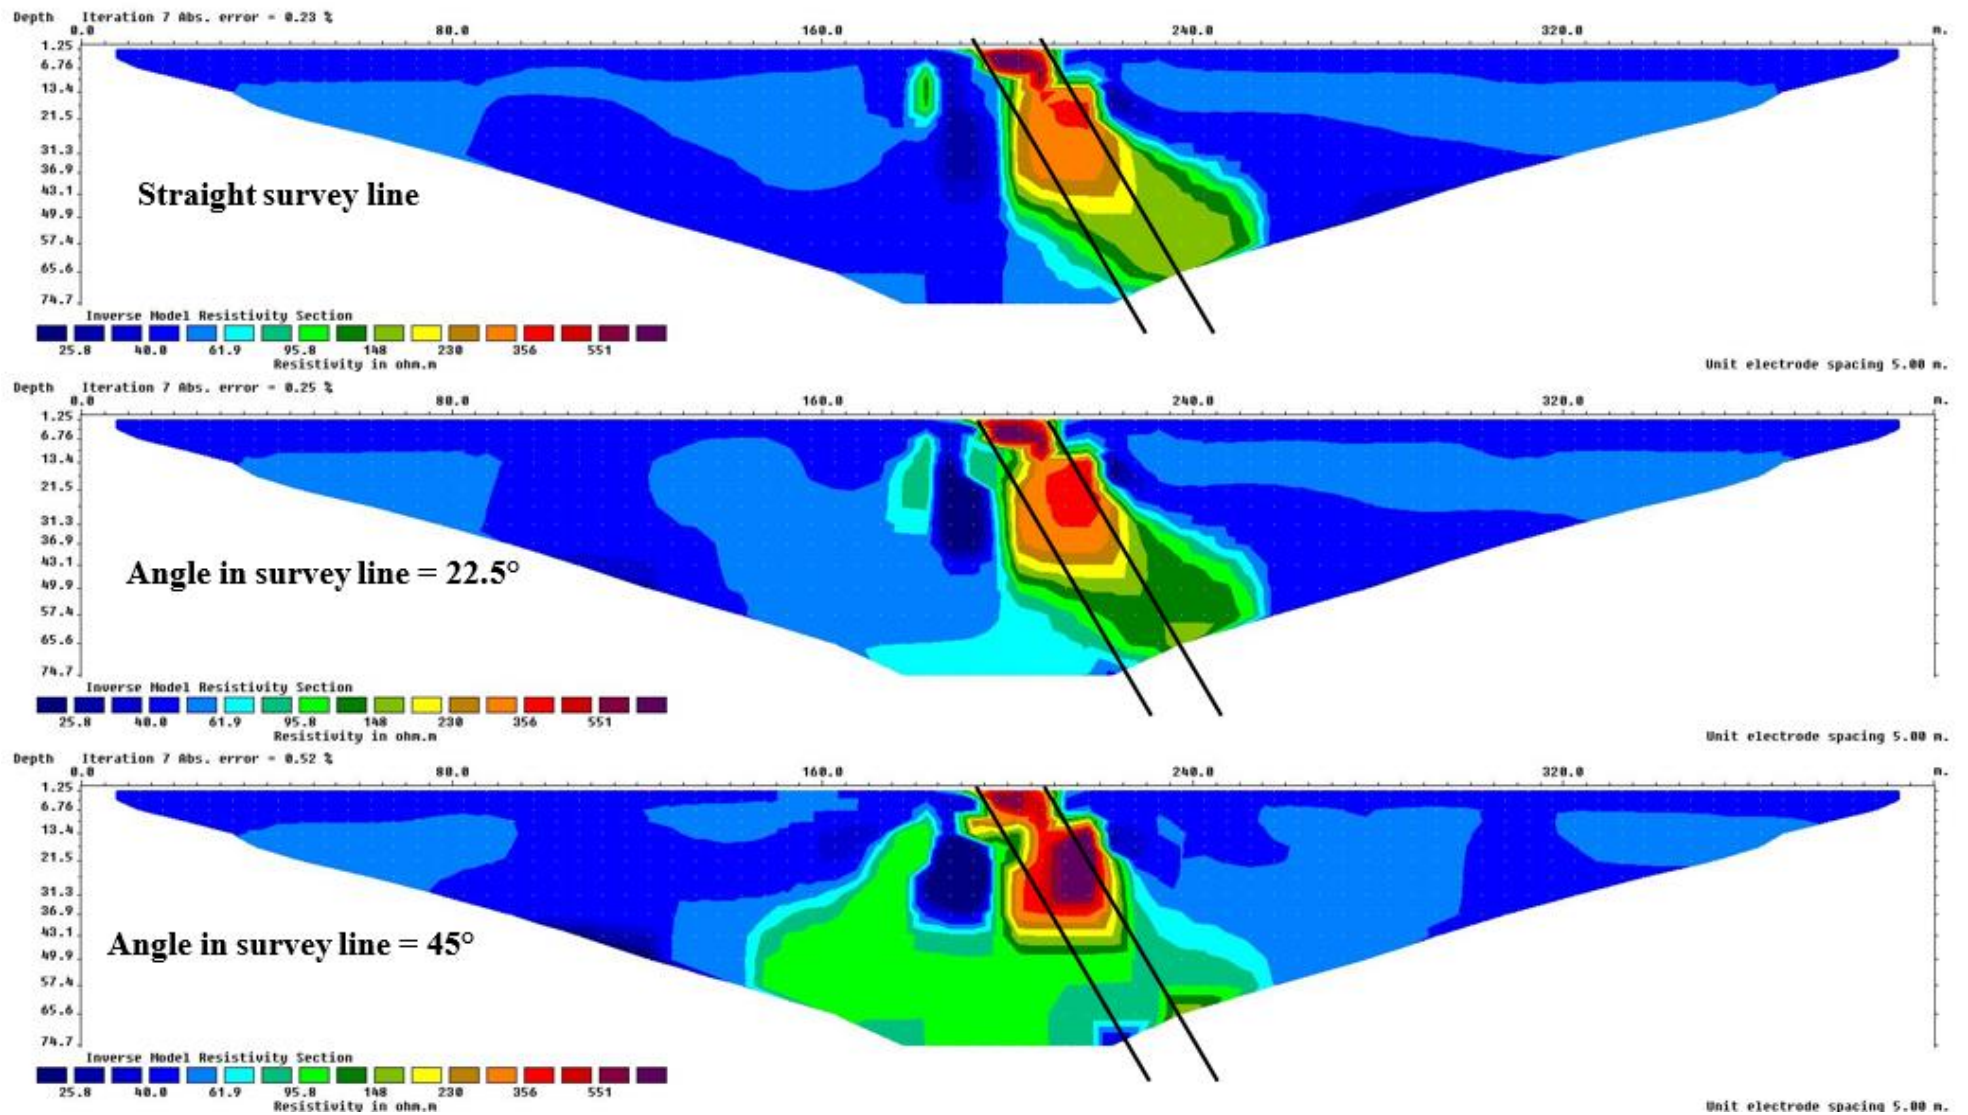 Depth Iteration 7 Abs. error = 0.23 %
0.0 80.0 160.0 240.0 320.0 m.
1.25
6.76
13.4
21.5
31.3
36.9
43.1
49.9
57.4
65.6
74.7
Straight survey line
Inverse Model Resistivity Section
25.8 40.0 61.9 95.8 148 230 356 551
Resistivity in ohm.m
Unit electrode spacing 5.00 m.
Depth Iteration 7 Abs. error = 0.25 %
0.0 80.0 160.0 240.0 320.0 m.
1.25
6.76
13.4
21.5
31.3
36.9
43.1
49.9
57.4
65.6
74.7
Angle in survey line = 22.5°
Inverse Model Resistivity Section
25.8 40.0 61.9 95.8 148 230 356 551
Resistivity in ohm.m
Unit electrode spacing 5.00 m.
Depth Iteration 7 Abs. error = 0.52 %
0.0 80.0 160.0 240.0 320.0 m.
1.25
6.76
13.4
21.5
31.3
36.9
43.1
49.9
57.4
65.6
74.7
Angle in survey line = 45°
Inverse Model Resistivity Section
25.8 40.0 61.9 95.8 148 230 356 551
Resistivity in ohm.m
Unit electrode spacing 5.00 m.